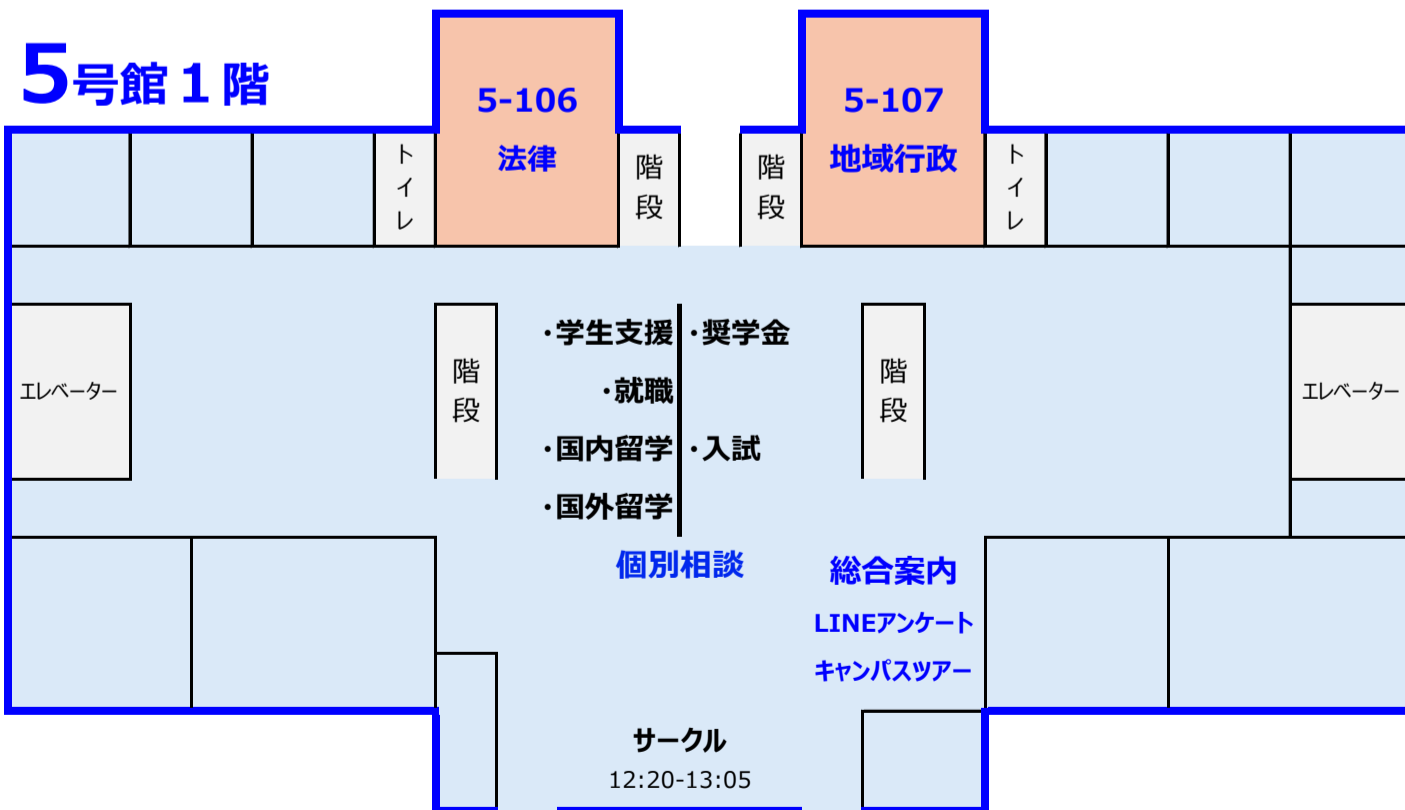 5号館１階
5-106
法律
5-107
地域行政
トイレ
階段
階段
トイレ
エレベーター
階段
・学生支援
・就職
・国内留学
・国外留学
・奨学金
・入試
階段
エレベーター
個別相談
総合案内
LINEアンケート
キャンパスツアー
サークル
12:20-13:05